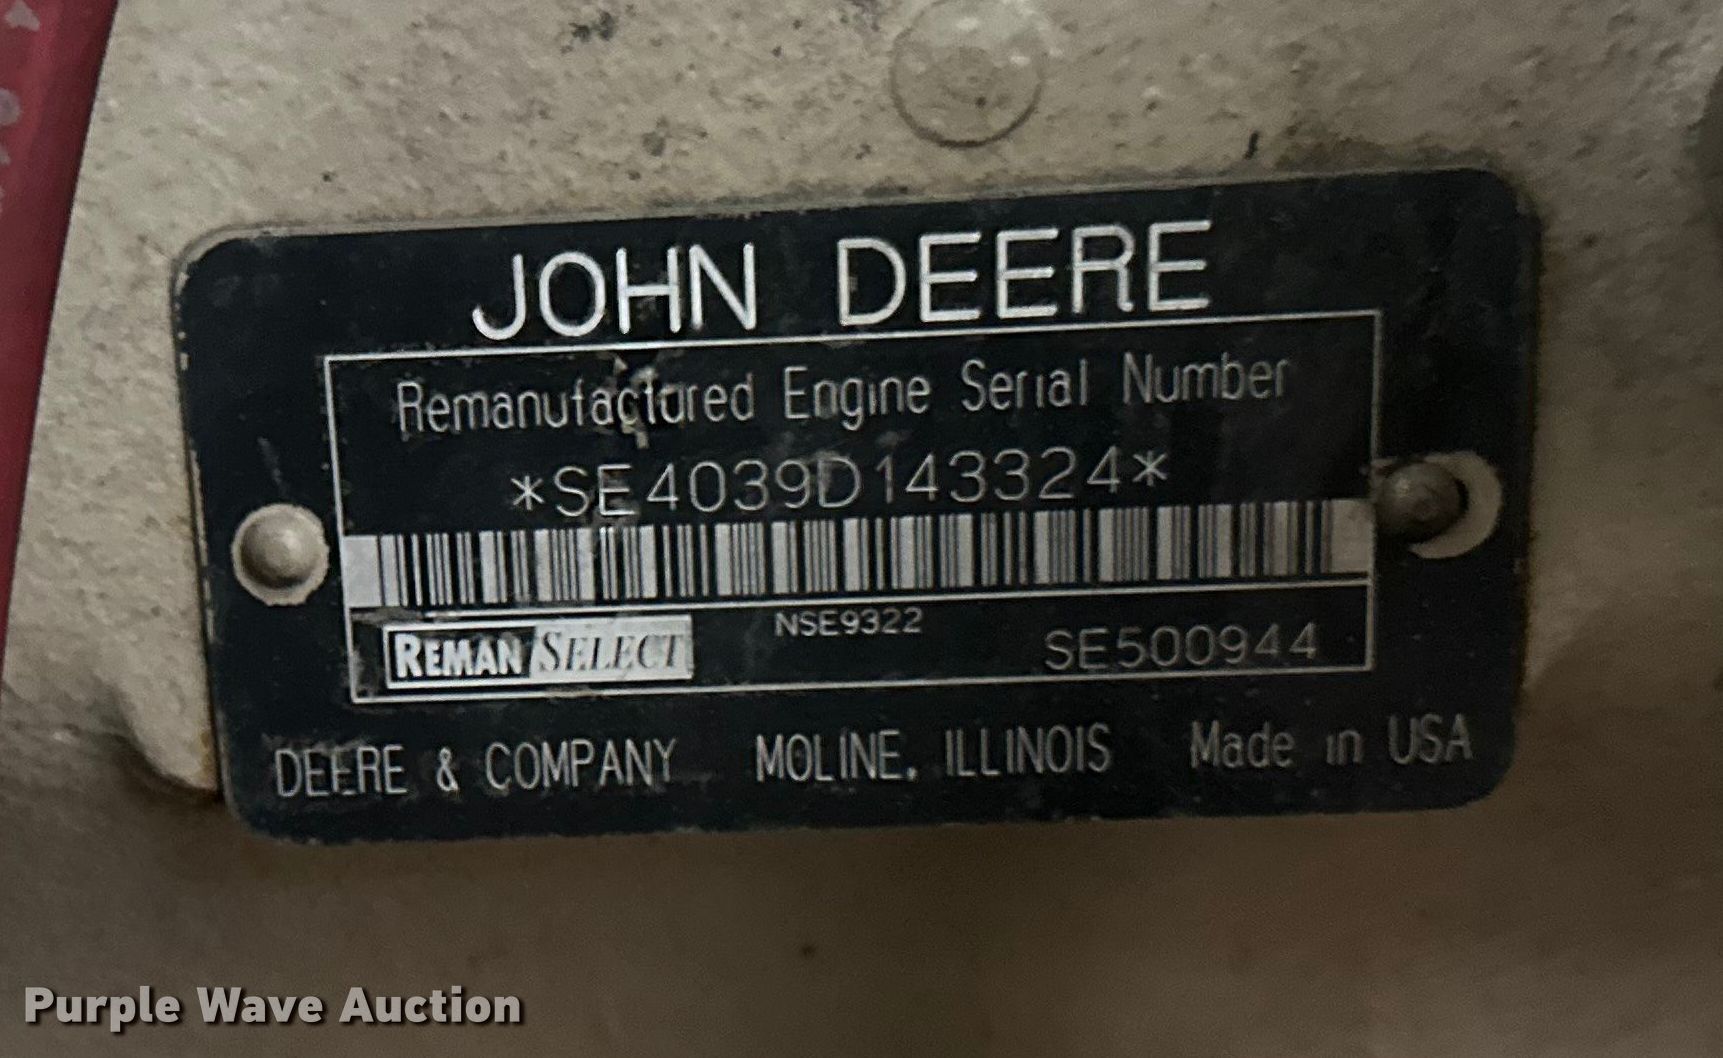 JOHN DEERE
Remanufactured Engine Serial Number
*SE4039D143324*
REMAN SELECT
NSE9322
SE500944
DEERE & COMPANY MOLINE, ILLINOIS Made in USA
Purple Wave Auction